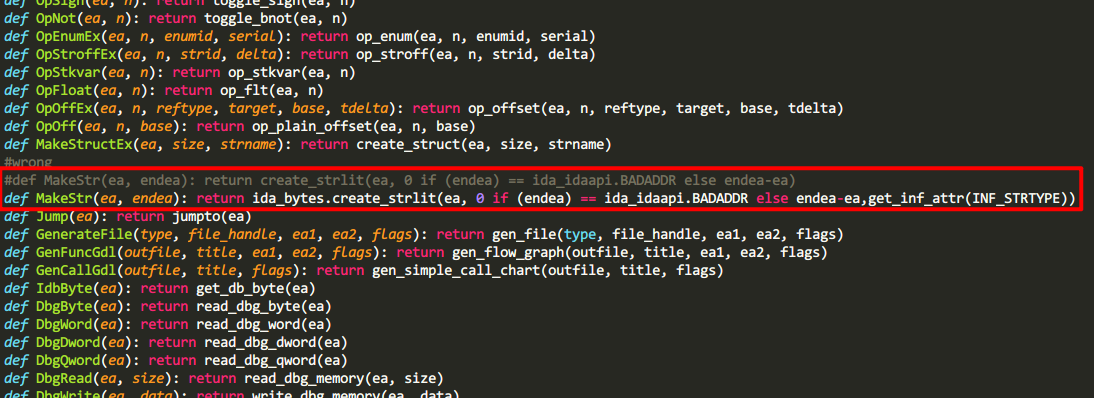 def OpSign(ea, n): return toggle_sign(ea, n)
def OpNot(ea, n): return toggle_bnot(ea, n)
def OpEnumEx(ea, n, enumid, serial): return op_enum(ea, n, enumid, serial)
def OpStroffEx(ea, n, strid, delta): return op_stroff(ea, n, strid, delta)
def OpStkvar(ea, n): return op_stkvar(ea, n)
def OpFloat(ea, n): return op_flt(ea, n)
def OpOffEx(ea, n, reftype, target, base, tdelta): return op_offset(ea, n, reftype, target, base, tdelta)
def OpOff(ea, n, base): return op_plain_offset(ea, n, base)
def MakeStructEx(ea, size, strname): return create_struct(ea, size, strname)
#wrong
#def MakeStr(ea, endea): return create_strlit(ea, 0 if (endea) == ida_idaapi.BADADDR else endea-ea)
def MakeStr(ea, endea): return ida_bytes.create_strlit(ea, 0 if (endea) == ida_idaapi.BADADDR else endea-ea,get_inf_attr(INF_STRTYPE))
def Jump(ea): return jumpto(ea)
def GenerateFile(type, file_handle, ea1, ea2, flags): return gen_file(type, file_handle, ea1, ea2, flags)
def GenFuncGdl(outfile, title, ea1, ea2, flags): return gen_flow_graph(outfile, title, ea1, ea2, flags)
def GenCallGdl(outfile, title, flags): return gen_simple_call_chart(outfile, title, flags)
def IdbByte(ea): return get_db_byte(ea)
def DbgByte(ea): return read_dbg_byte(ea)
def DbgWord(ea): return read_dbg_word(ea)
def DbgDword(ea): return read_dbg_dword(ea)
def DbgQword(ea): return read_dbg_qword(ea)
def DbgRead(ea, size): return read_dbg_memory(ea, size)
def DbgWrite(ea, data): return write_dbg_memory(ea, data)